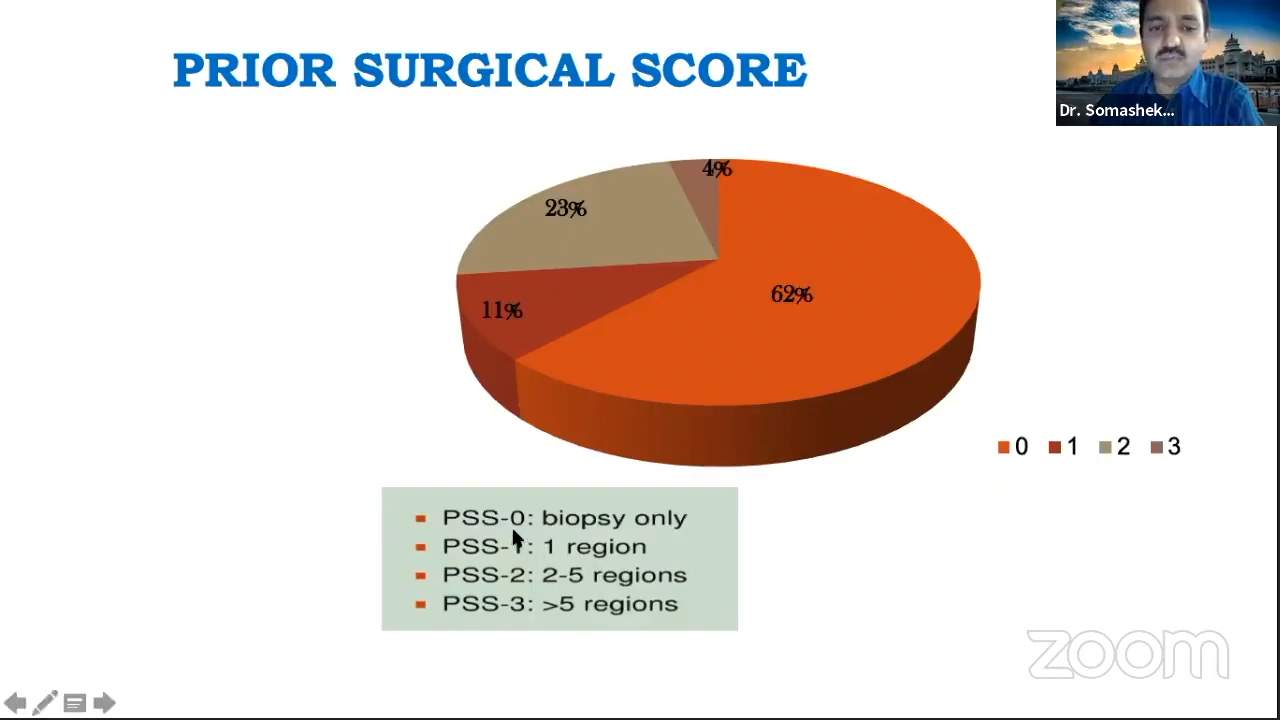 PRIOR SURGICAL SCORE
Dr. Somashek...
4%
23%
62%
11%
0 1 2 3
PSS-0: biopsy only
PSS-1: 1 region
PSS-2: 2-5 regions
PSS-3: >5 regions
zoom